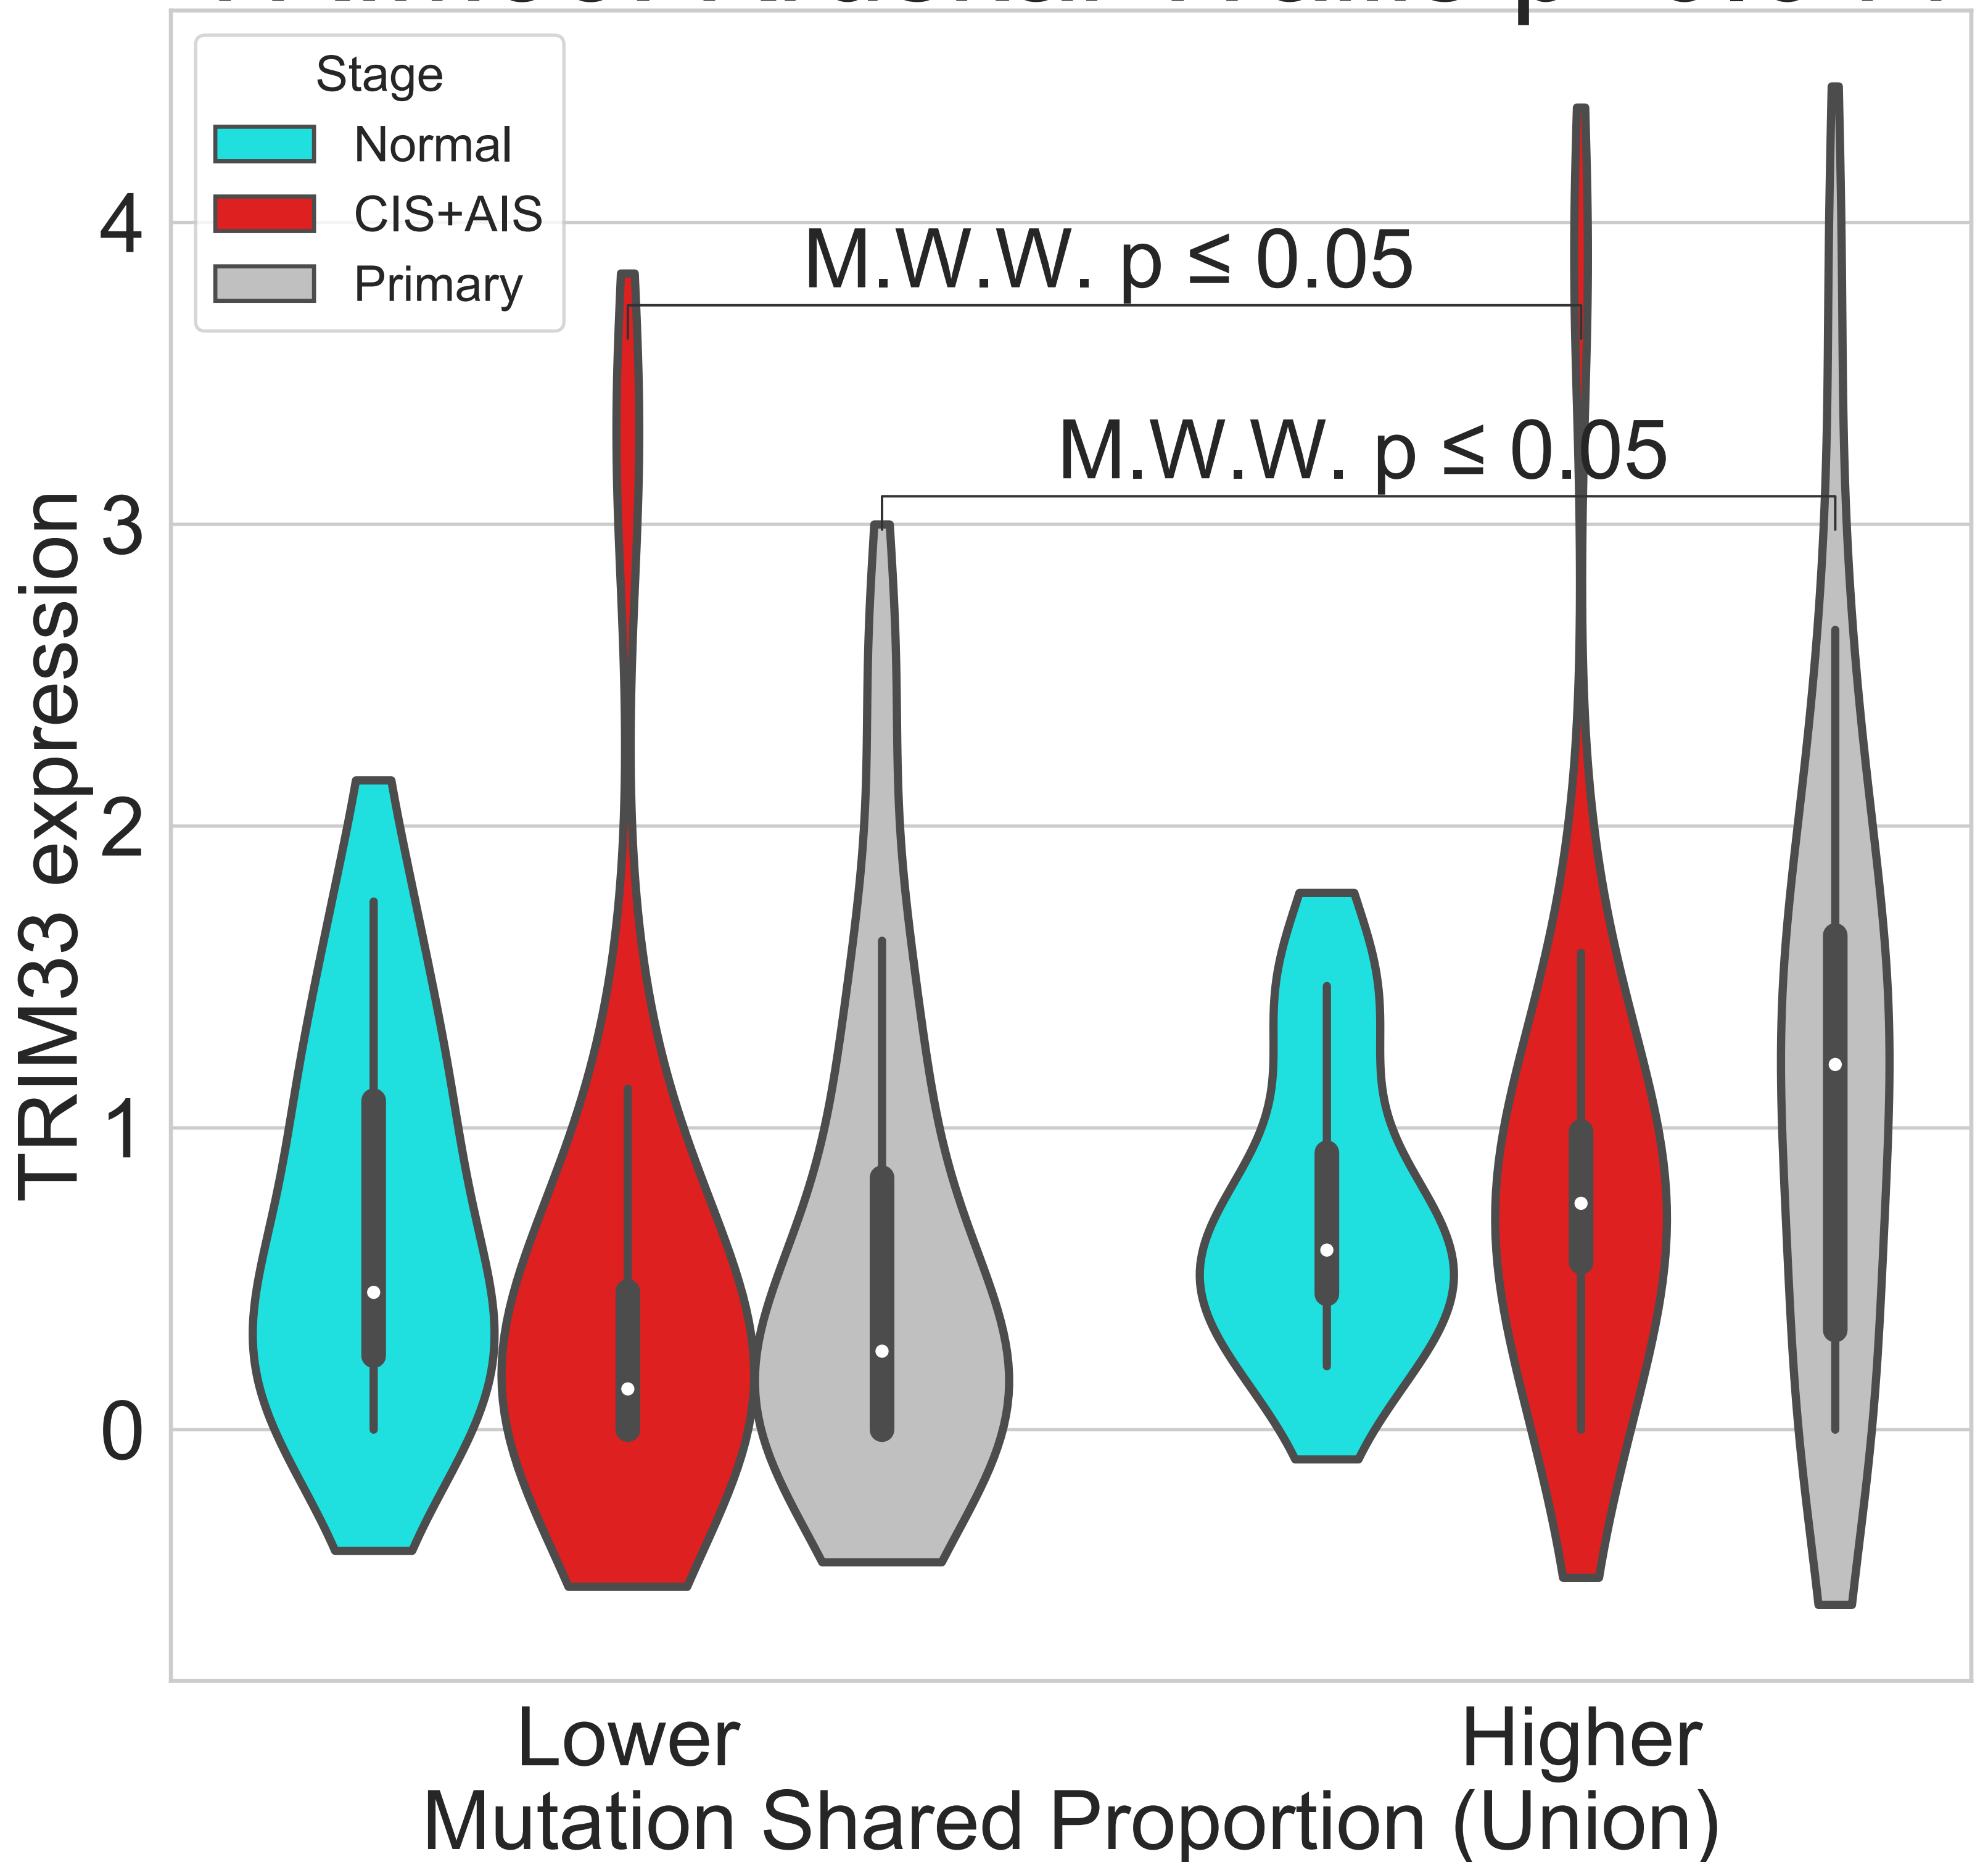 Stage
Normal
CIS+AIS
Primary
M.W.W. p ≤ 0.05
M.W.W. p ≤ 0.05
4
3
2
1
0
TRIM33 expression
Lower
Higher
Mutation Shared Proportion (Union)